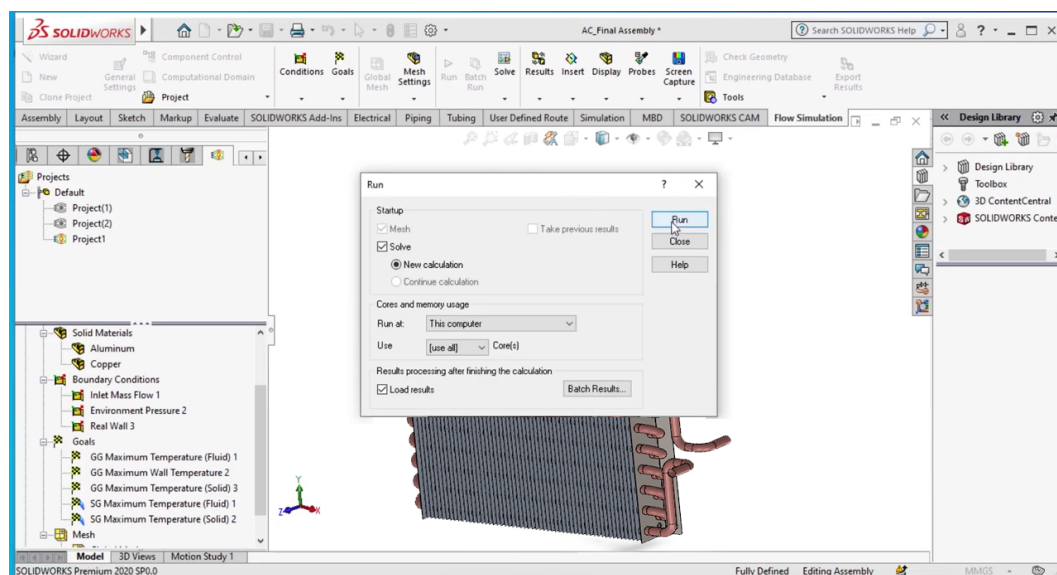 SOLIDWORKS
AC_Final Assembly *
Search SOLIDWORKS Help
Wizard
New
Clone Project
General Settings
Component Control
Computational Domain
Project
Conditions
Goals
Global Mesh
Mesh Settings
Run
Batch Run
Solve
Results
Insert
Display
Probes
Screen Capture
Check Geometry
Engineering Database
Tools
Export Results
Assembly
Layout
Sketch
Markup
Evaluate
SOLIDWORKS Add-Ins
Electrical
Piping
Tubing
User Defined Route
Simulation
MBD
SOLIDWORKS CAM
Flow Simulation
Design Library
Design Library
Toolbox
3D ContentCentral
SOLIDWORKS Conte
Projects
Default
Project(1)
Project(2)
Project1
Solid Materials
Aluminum
Copper
Boundary Conditions
Inlet Mass Flow 1
Environment Pressure 2
Real Wall 3
Goals
GG Maximum Temperature (Fluid) 1
GG Maximum Wall Temperature 2
GG Maximum Temperature (Solid) 3
SG Maximum Temperature (Fluid) 1
SG Maximum Temperature (Solid) 2
Mesh
Run
?
Startup
Mesh
Take previous results
Solve
New calculation
Continue calculation
Run
Close
Help
Cores and memory usage
Run at: This computer
Use [use all] Core(s)
Results processing after finishing the calculation
Load results
Batch Results...
Y
Z
X
Model
3D Views
Motion Study 1
SOLIDWORKS Premium 2020 SP0.0
Fully Defined
Editing Assembly
MMGS